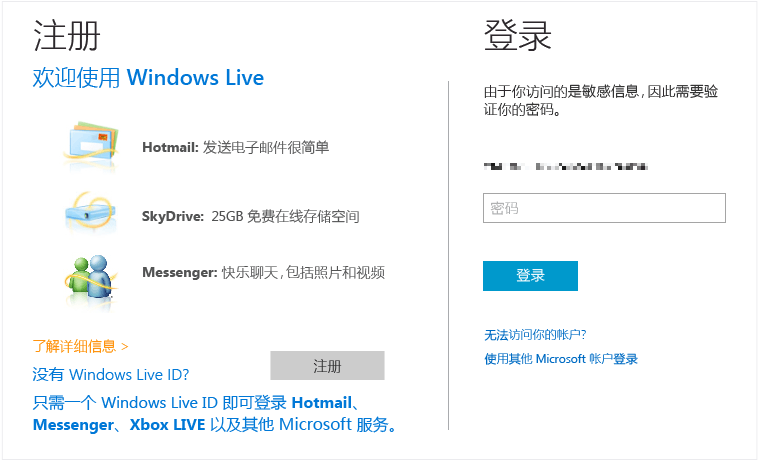 注册
欢迎使用 Windows Live
Hotmail: 发送电子邮件很简单
SkyDrive: 25GB 免费在线存储空间
Messenger: 快乐聊天，包括照片和视频
了解详细信息 >
没有 Windows Live ID?
注册
只需一个 Windows Live ID 即可登录 Hotmail、
Messenger、Xbox LIVE 以及其他 Microsoft 服务。
登录
由于你访问的是敏感信息，因此需要验
证你的密码。
密码
登录
无法访问你的帐户?
使用其他 Microsoft 帐户登录